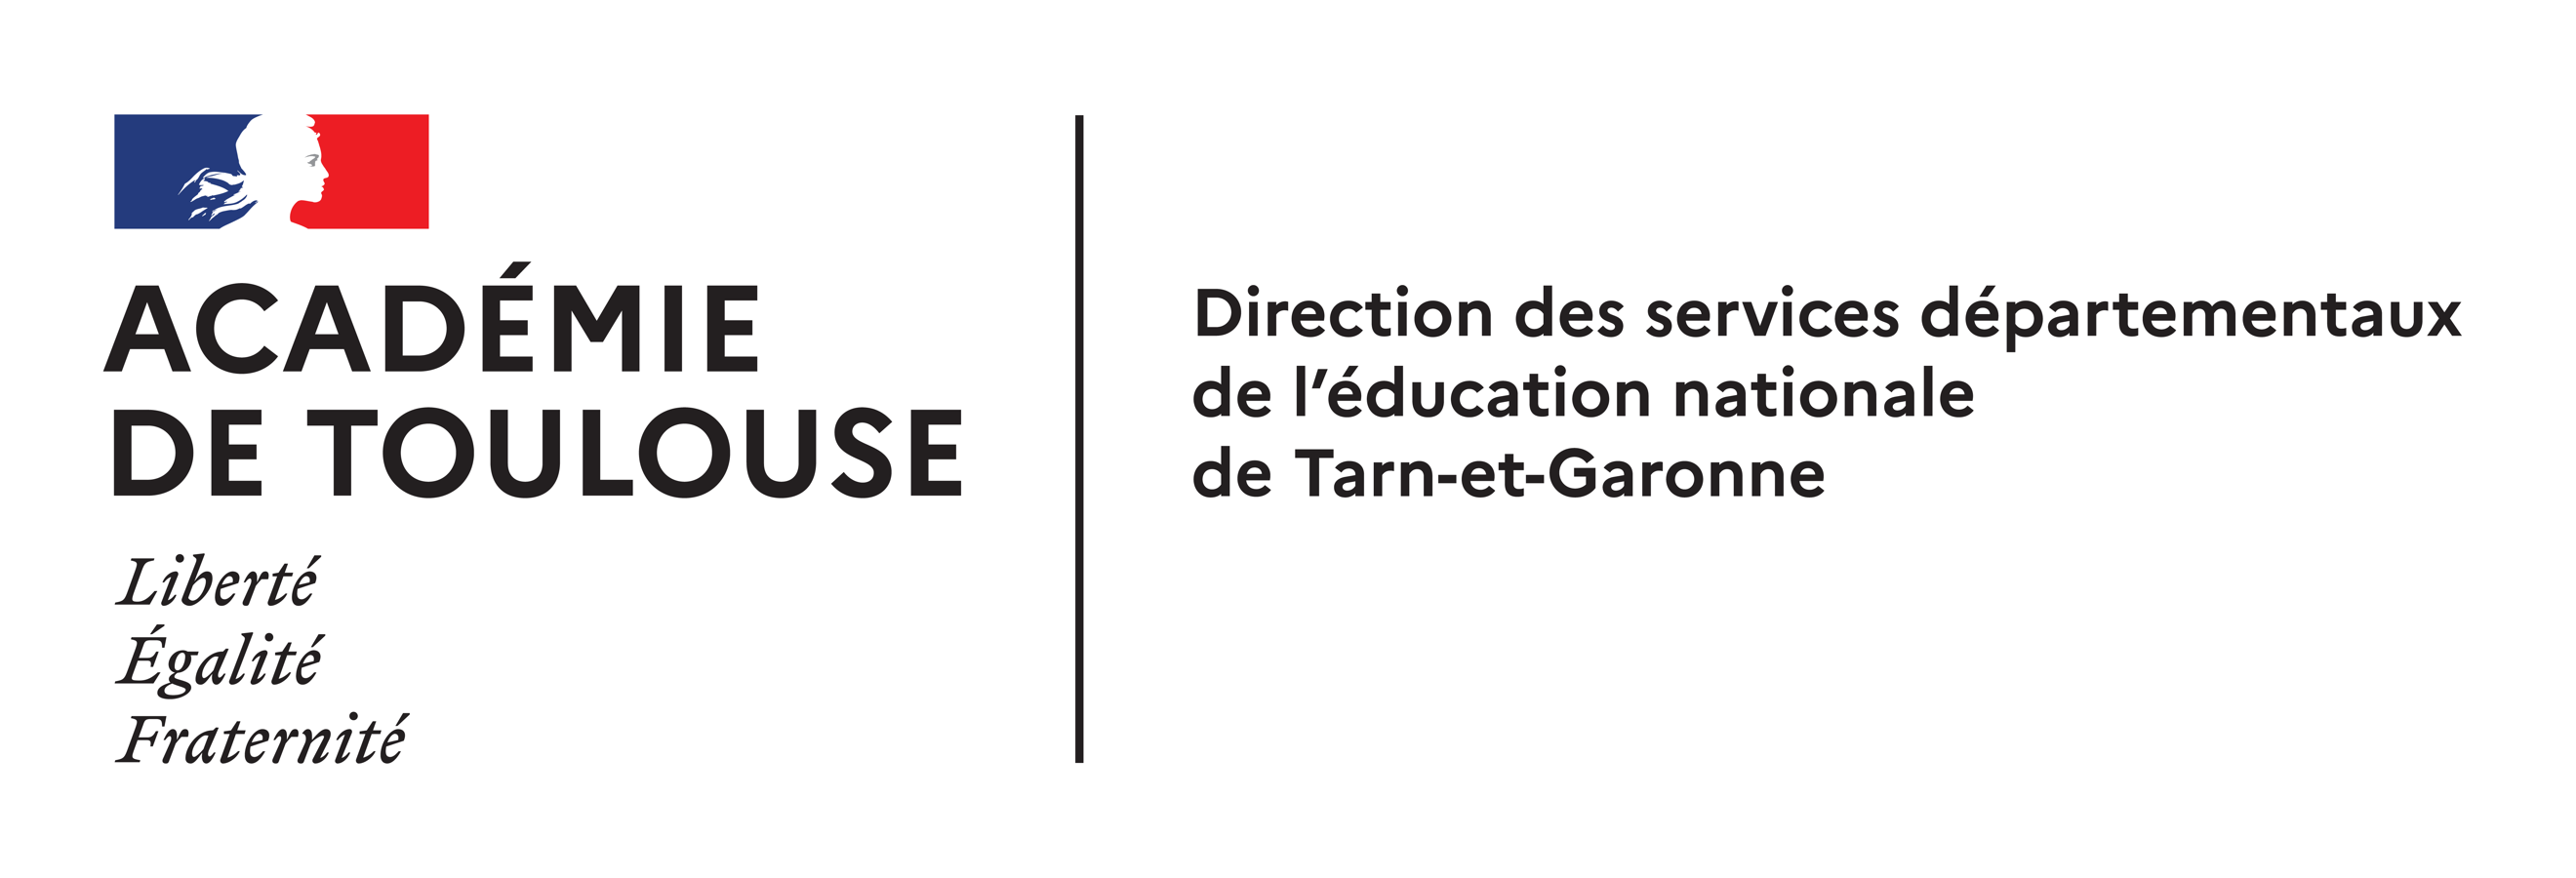 ACADÉMIE
DE TOULOUSE
Liberté
Égalité
Fraternité
Direction des services départementaux
de l’éducation nationale
de Tarn-et-Garonne